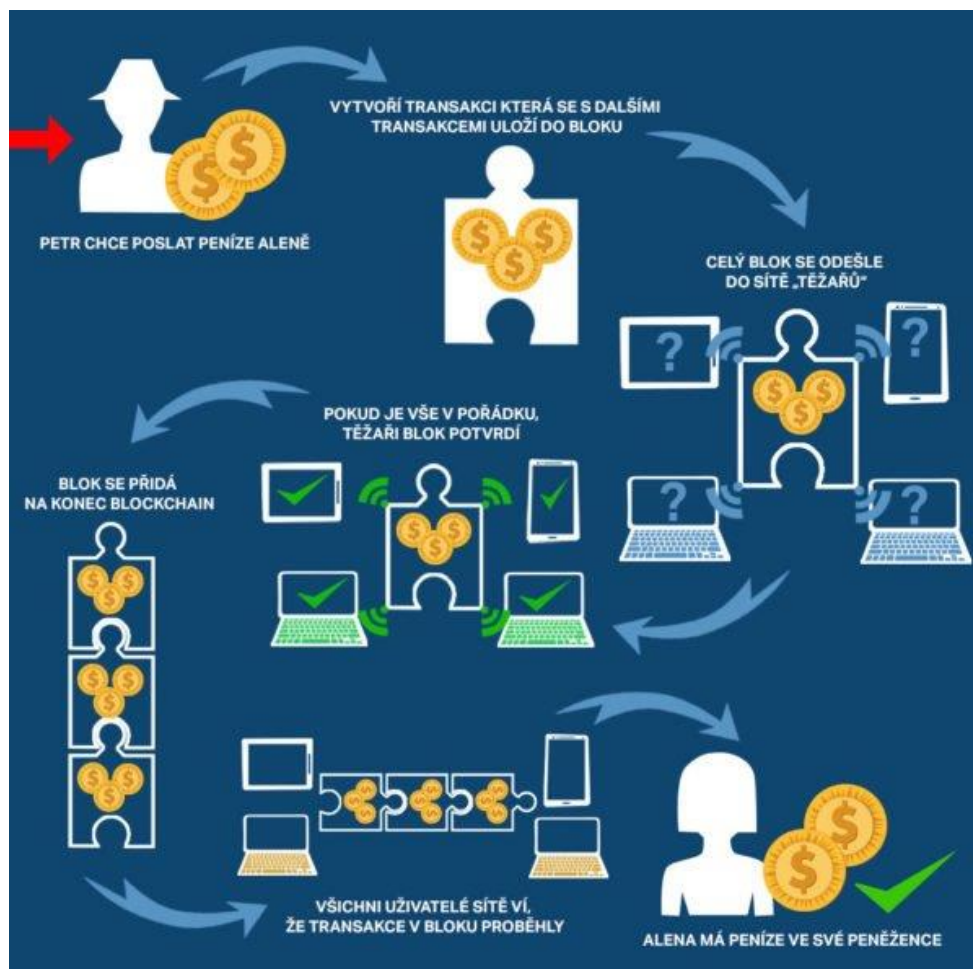 PETR CHCE POSLAT PENÍZE ALENĚ
VYTVOŘÍ TRANSAKCI KTERÁ SE S DALŠÍMI
TRANSAKCEMI ULOŽÍ DO BLOKU
CELÝ BLOK SE ODEŠLE
DO SÍTĚ „TĚŽAŘŮ“
? ?
? ?
POKUD JE VŠE V POŘÁDKU,
TĚŽAŘI BLOK POTVRDÍ
BLOK SE PŘIDÁ
NA KONEC BLOCKCHAIN
VŠICHNI UŽIVATELÉ SÍTĚ VÍ,
ŽE TRANSAKCE V BLOKU PROBĚHLY
ALENA MÁ PENÍZE VE SVÉ PENĚŽENCE